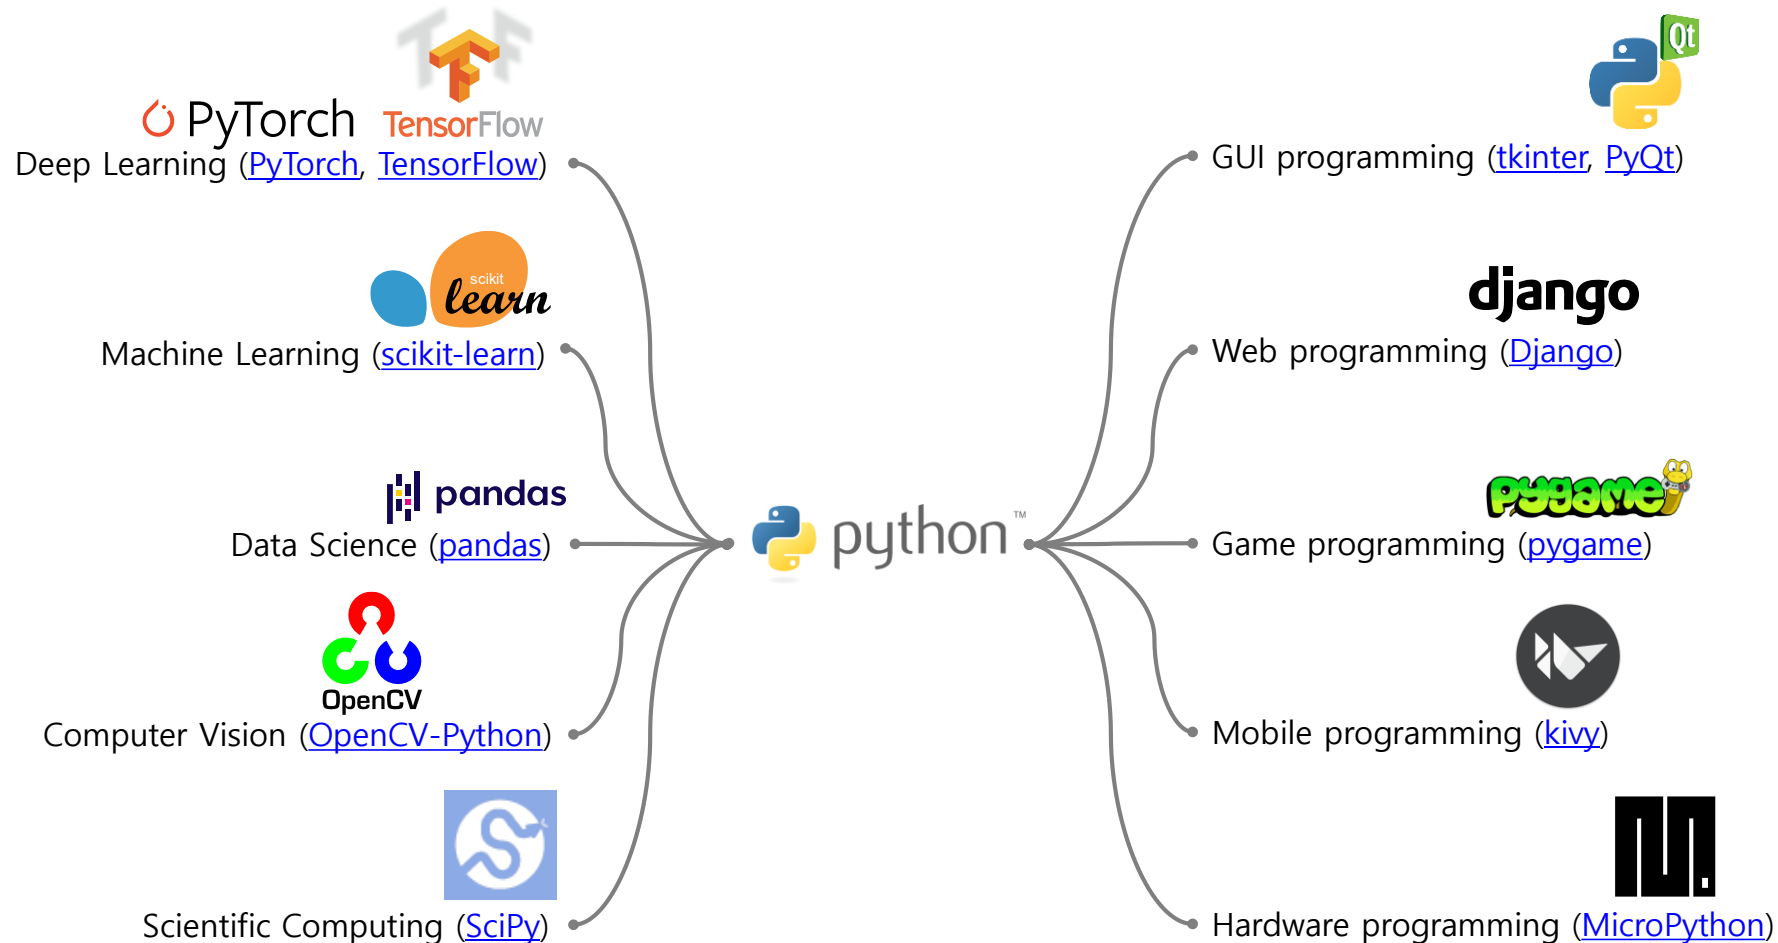 TF
PyTorch
TensorFlow
Deep Learning (PyTorch, TensorFlow)
scikit
learn
Machine Learning (scikit-learn)
pandas
Data Science (pandas)
OpenCV
Computer Vision (OpenCV-Python)
S
Scientific Computing (SciPy)
python™
Qt
GUI programming (tkinter, PyQt)
django
Web programming (Django)
pygame
Game programming (pygame)
Mobile programming (kivy)
Hardware programming (MicroPython)